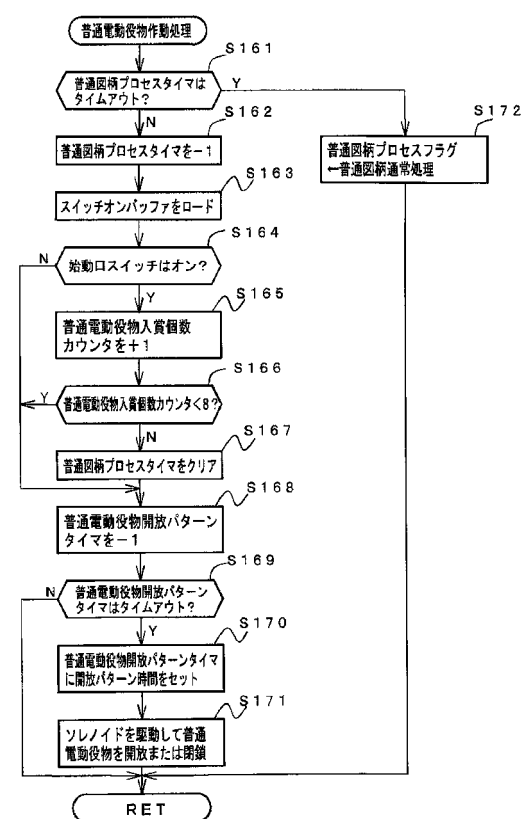 普通電動役物作動処理
S161
普通図柄プロセスタイマは
タイムアウト?
Y
N
S162
普通図柄プロセスタイマを-1
S163
スイッチオンバッファをロード
S164
始動口スイッチはオン?
N
Y
S165
普通電動役物入賞個数
カウンタを+1
S166
普通電動役物入賞個数カウンタ<8?
Y
N
S167
普通図柄プロセスタイマをクリア
S168
普通電動役物開放パターン
タイマを-1
S169
普通電動役物開放パターン
タイマはタイムアウト?
N
Y
S170
普通電動役物開放パターンタイマ
に開放パターン時間をセット
S171
ソレノイドを駆動して普通
電動役物を開放または閉鎖
S172
普通図柄プロセスフラグ
←普通図柄通常処理
RET